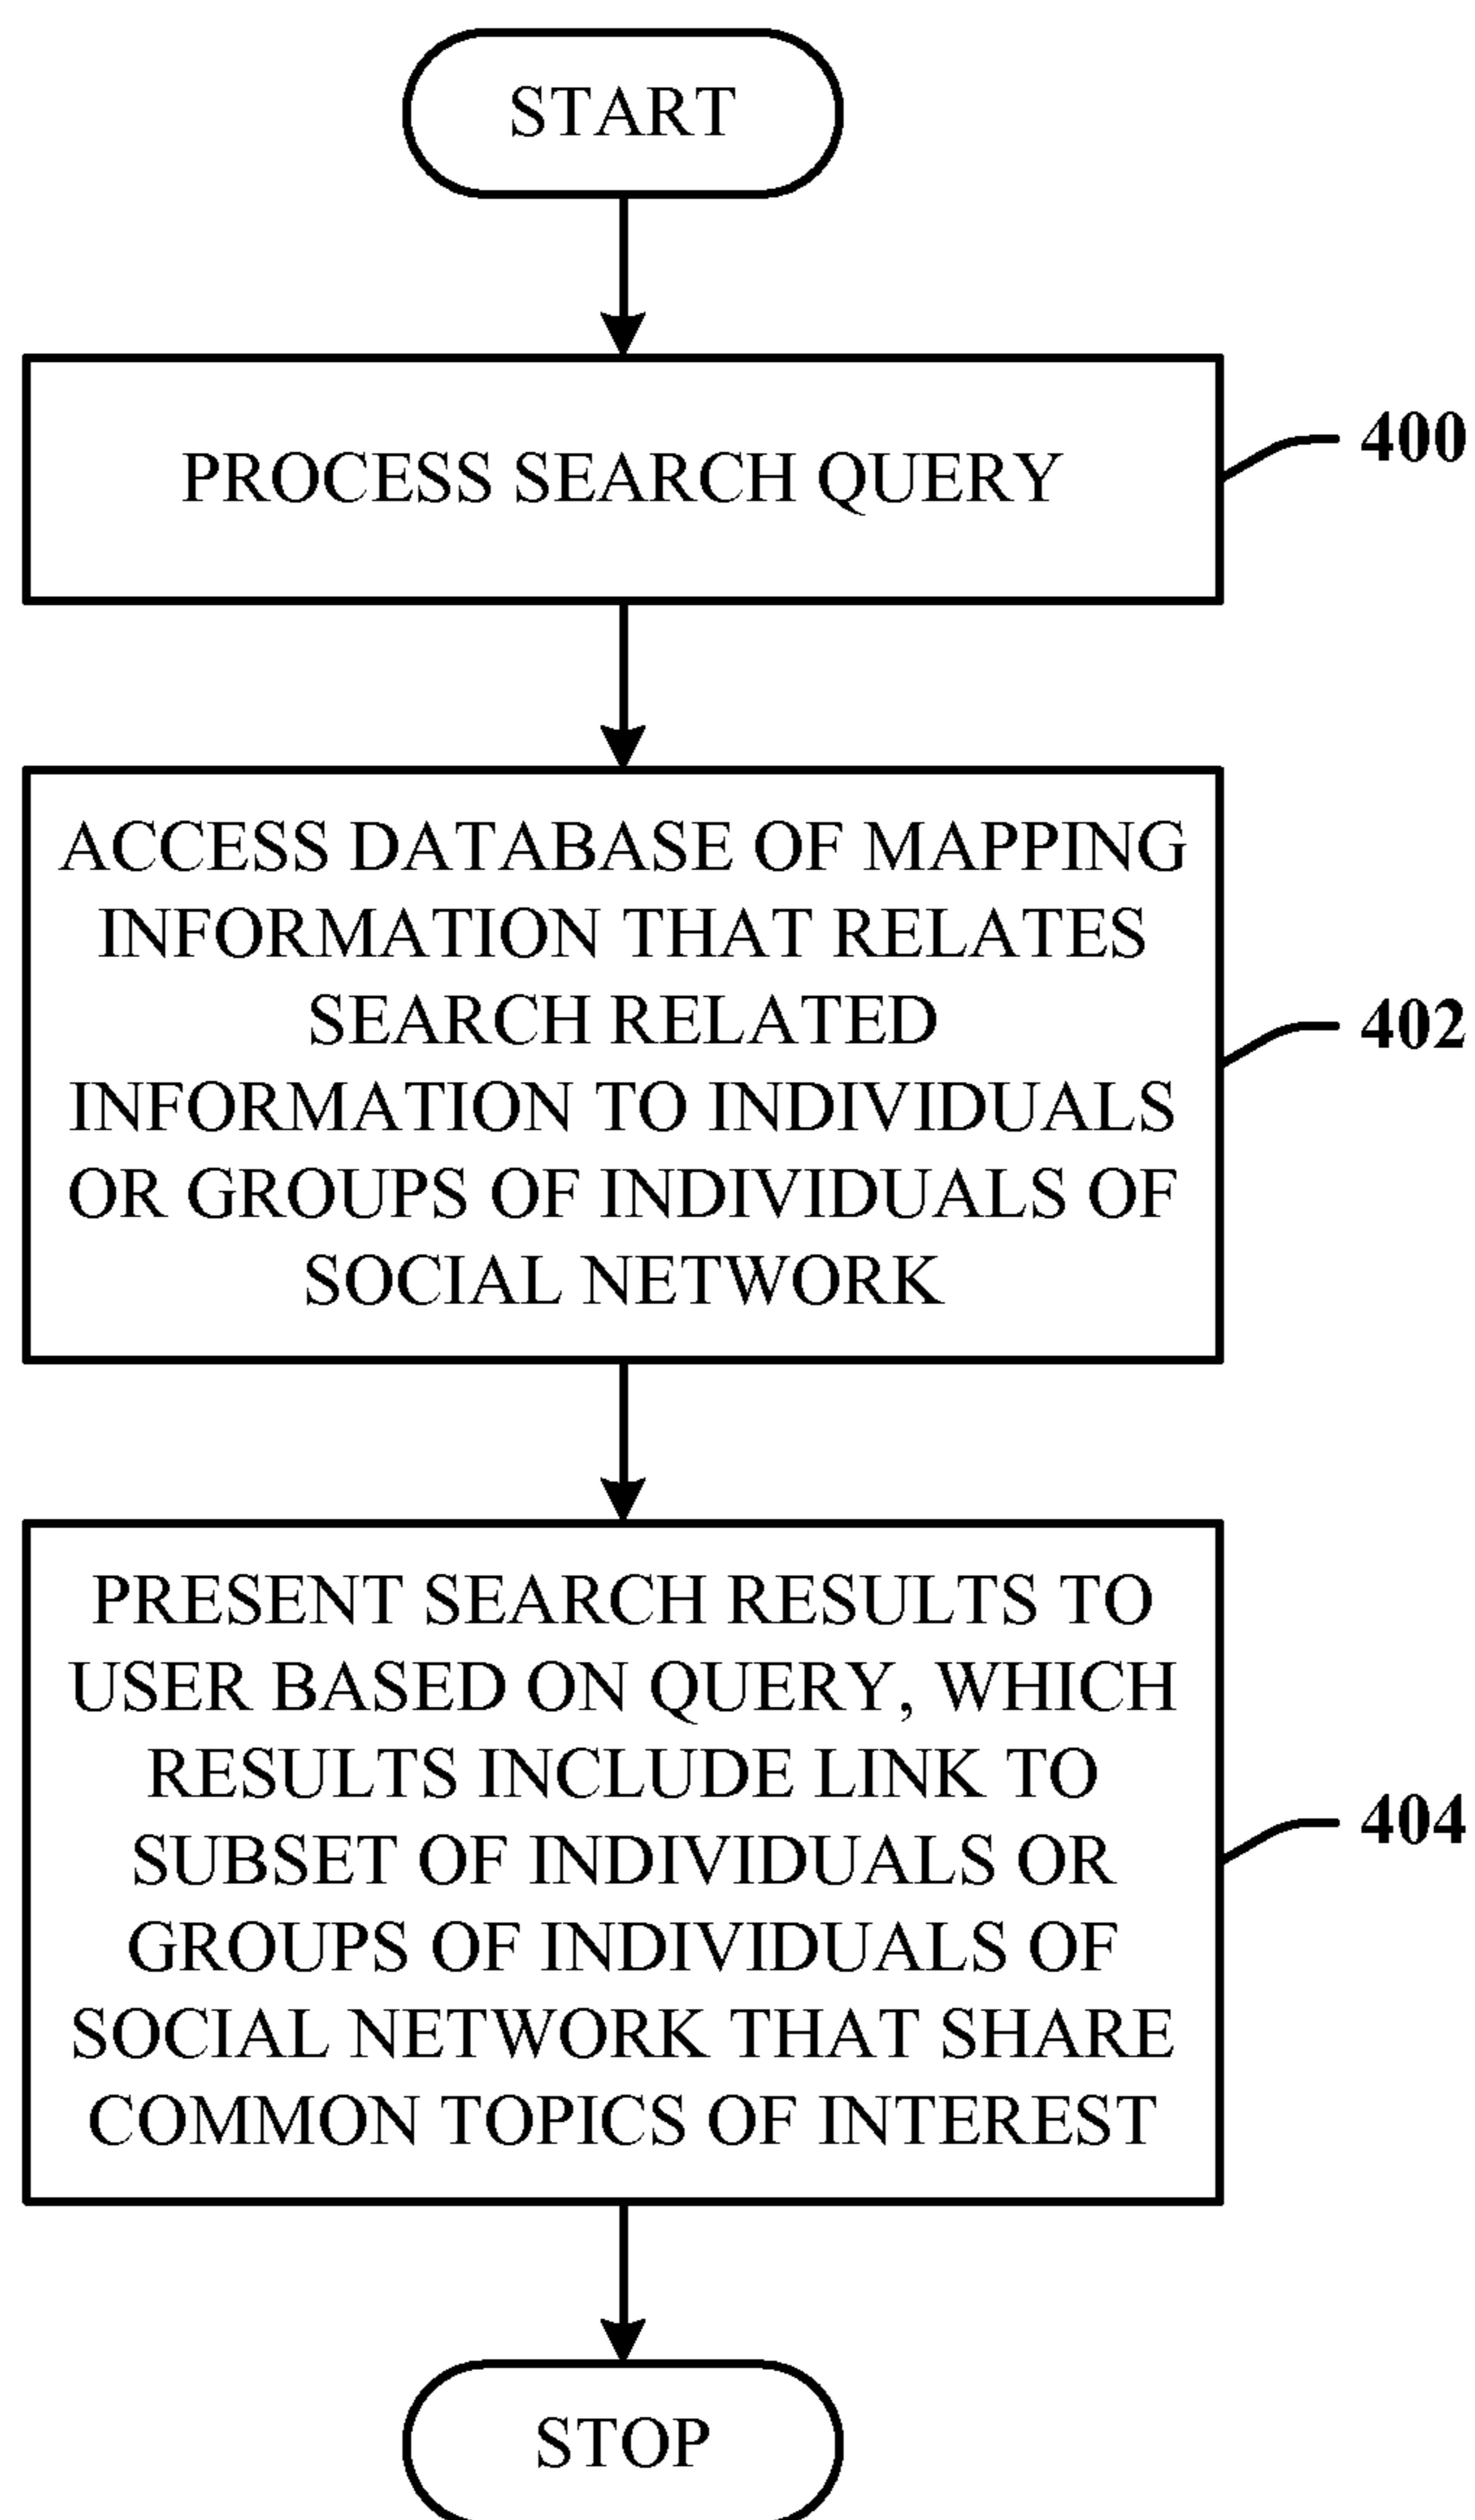 START
PROCESS SEARCH QUERY
400
ACCESS DATABASE OF MAPPING
INFORMATION THAT RELATES
SEARCH RELATED
INFORMATION TO INDIVIDUALS
OR GROUPS OF INDIVIDUALS OF
SOCIAL NETWORK
402
PRESENT SEARCH RESULTS TO
USER BASED ON QUERY, WHICH
RESULTS INCLUDE LINK TO
SUBSET OF INDIVIDUALS OR
GROUPS OF INDIVIDUALS OF
SOCIAL NETWORK THAT SHARE
COMMON TOPICS OF INTEREST
404
STOP